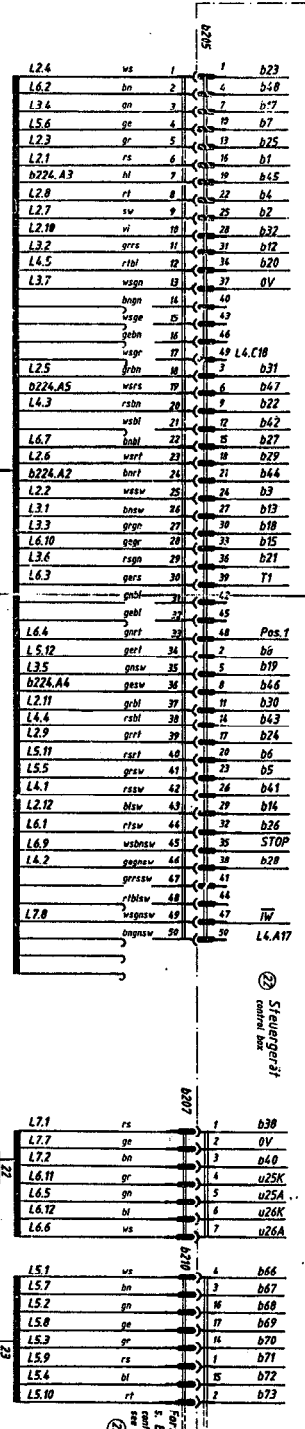 b205
L2.4 ws 1 1 b23
L6.2 bn 2 4 b48
L3.4 gn 3 7 b17
L5.6 ge 4 10 b7
L2.3 gr 5 13 b25
L2.1 rs 6 16 b1
b224.A3 bl 7 19 b45
L2.8 rt 8 22 b4
L2.7 sw 9 25 b2
L2.10 vi 10 28 b32
L3.2 grrs 11 31 b12
L4.5 rtbl 12 34 b20
L3.7 wsgn 13 37 0V
bngn 14 40
wsge 15 43
gebn 16 46
wsgr 17 49 L4.C18
L2.5 grbn 18 3 b31
b224.A5 wsrs 19 6 b47
L4.3 rsbn 20 9 b22
wsbl 21 12 b42
L6.7 bnbl 22 15 b27
L2.6 wsrt 23 18 b29
b224.A2 bnrt 24 21 b44
L2.2 wssw 25 24 b3
L3.1 bnsw 26 27 b13
L3.3 grgn 27 30 b18
L6.10 gegr 28 33 b15
L3.6 rsgn 29 36 b21
L6.3 gers 30 39 T1
gnbl 31 42
gebl 32 45
L6.4 gnrt 33 48 Pos.1
L5.12 gert 34 2
L3.5 gnsw 35 5 b19
b224.A4 gesw 36 8 b46
L2.11 grbl 37 11 b30
L4.4 rsbl 38 14 b43
L2.9 grrt 39 17 b24
L5.11 rsrt 40 20 b6
L5.5 grsw 41 23 b5
L4.1 rssw 42 26 b41
L2.12 blsw 43 29 b14
L6.1 rtsw 44 32 b26
L6.9 wsbnsw 45 35 STOP
L4.2 gegnsw 46 38 b28
grrssw 47 41
rtblsw 48 44
L7.8 wsgnsw 49 47 IW
bngnsw 50 50 L4.A17
22 Steuergerät
control box
b207
L7.1 rs 1 b38
L7.7 ge 2 0V
L7.2 bn 3 b40
L6.11 gr 4 u25K
L6.5 gn 5 u25A
L6.12 bl 6 u26K
L6.6 ws 7 u26A
22
b210
L5.1 ws 4 b66
L5.7 bn 3 b67
L5.2 gn 16 b68
L5.8 ge 17 b69
L5.3 gr 14 b70
L5.9 rs 1 b71
L5.4 bl 15 b72
L5.10 rt 2 b73
23
For
see